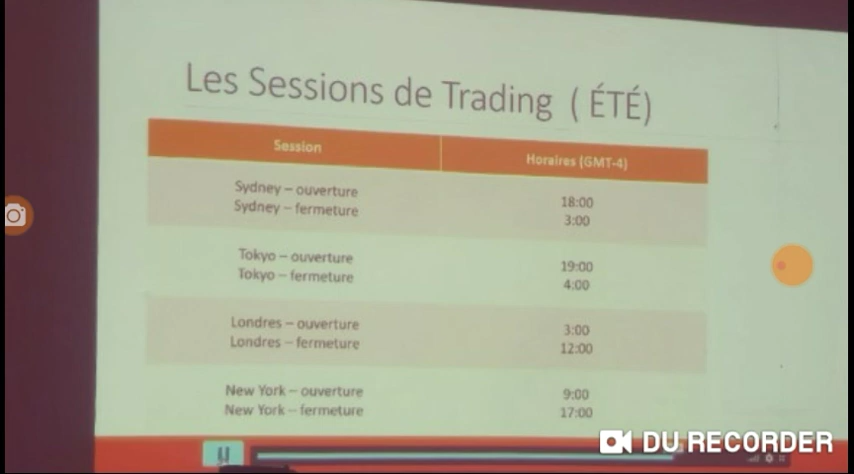 Les Sessions de Trading ( ÉTÉ)
Session
Horaires (GMT-4)
Sydney – ouverture
18:00
Sydney – fermeture
3:00
Tokyo – ouverture
19:00
Tokyo – fermeture
4:00
Londres – ouverture
3:00
Londres – fermeture
12:00
New York – ouverture
9:00
New York – fermeture
17:00
DU RECORDER